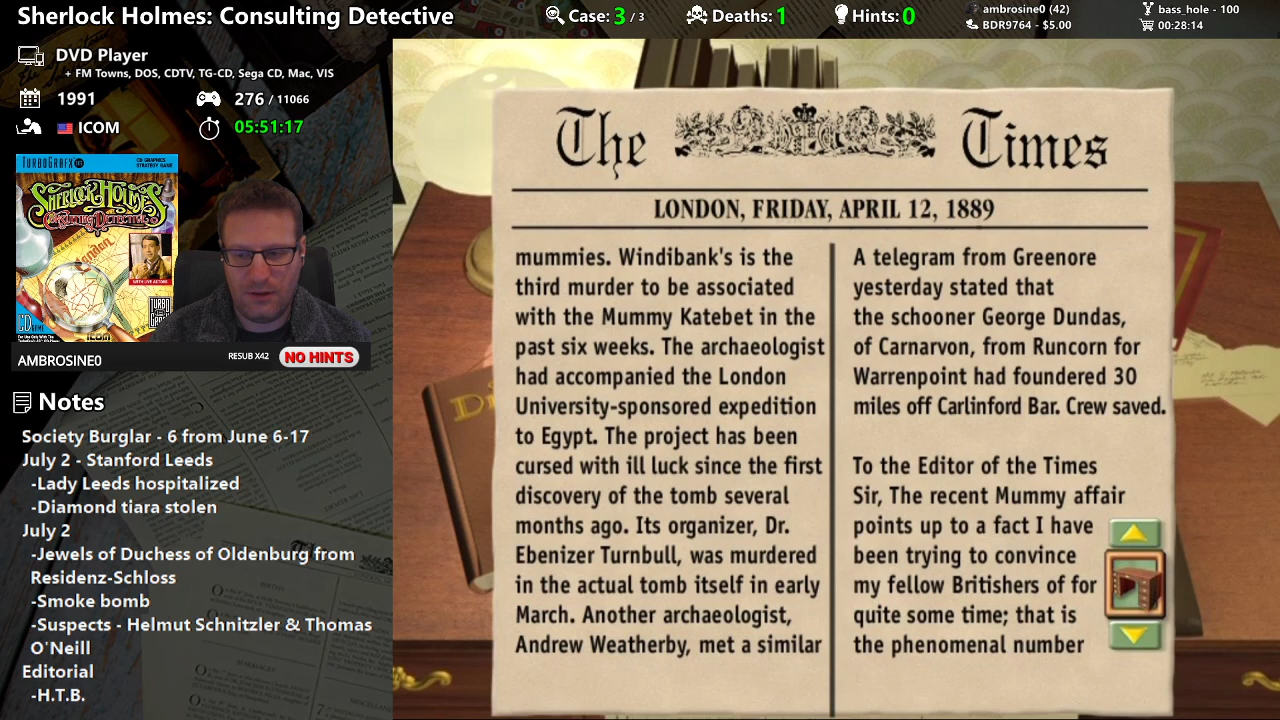 Sherlock Holmes: Consulting Detective
Case: 3 / 3
Deaths: 1
Hints: 0
ambrosine0 (42)
BDR9764 - $5.00
bass_hole - 100
00:28:14
DVD Player
+ FM Towns, DOS, CDTV, TG-CD, Sega CD, Mac, VIS
1991
276 / 11066
ICOM
05:51:17
TURBOGRAFX
SHERLOCK HOLMES
Consulting Detective
London
AMBROSINE0
RESUB X42
NO HINTS
Notes
Society Burglar - 6 from June 6-17
July 2 - Stanford Leeds
-Lady Leeds hospitalized
-Diamond tiara stolen
July 2
-Jewels of Duchess of Oldenburg from
Residenz-Schloss
-Smoke bomb
-Suspects - Helmut Schnitzler & Thomas
O'Neill
Editorial
-H.T.B.
The Times
LONDON, FRIDAY, APRIL 12, 1889
mummies. Windibank's is the
third murder to be associated
with the Mummy Katebet in the
past six weeks. The archaeologist
had accompanied the London
University-sponsored expedition
to Egypt. The project has been
cursed with ill luck since the first
discovery of the tomb several
months ago. Its organizer, Dr.
Ebenizer Turnbull, was murdered
in the actual tomb itself in early
March. Another archaeologist,
Andrew Weatherby, met a similar
A telegram from Greenore
yesterday stated that
the schooner George Dundas,
of Carnarvon, from Runcorn for
Warrenpoint had foundered 30
miles off Carlinford Bar. Crew saved.
To the Editor of the Times
Sir, The recent Mummy affair
points up to a fact I have
been trying to convince
my fellow Britishers of for
quite some time; that is
the phenomenal number